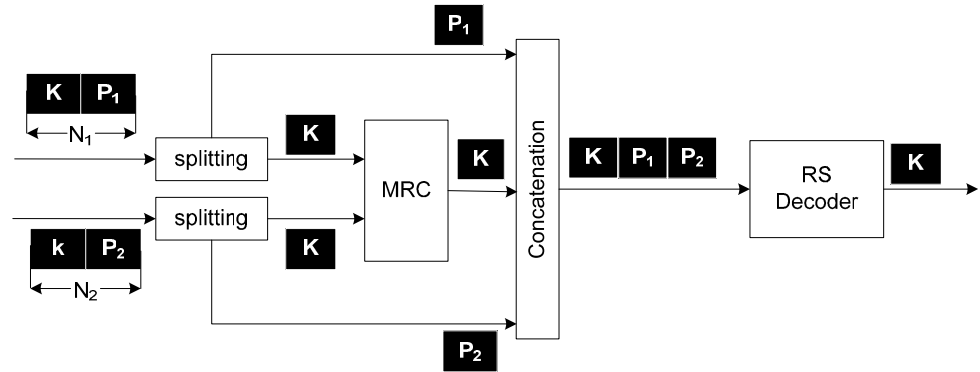 P₁
K P₁
N₁
splitting
K
MRC
K
Concatenation
K P₁ P₂
RS
Decoder
K
splitting
K
k P₂
N₂
P₂